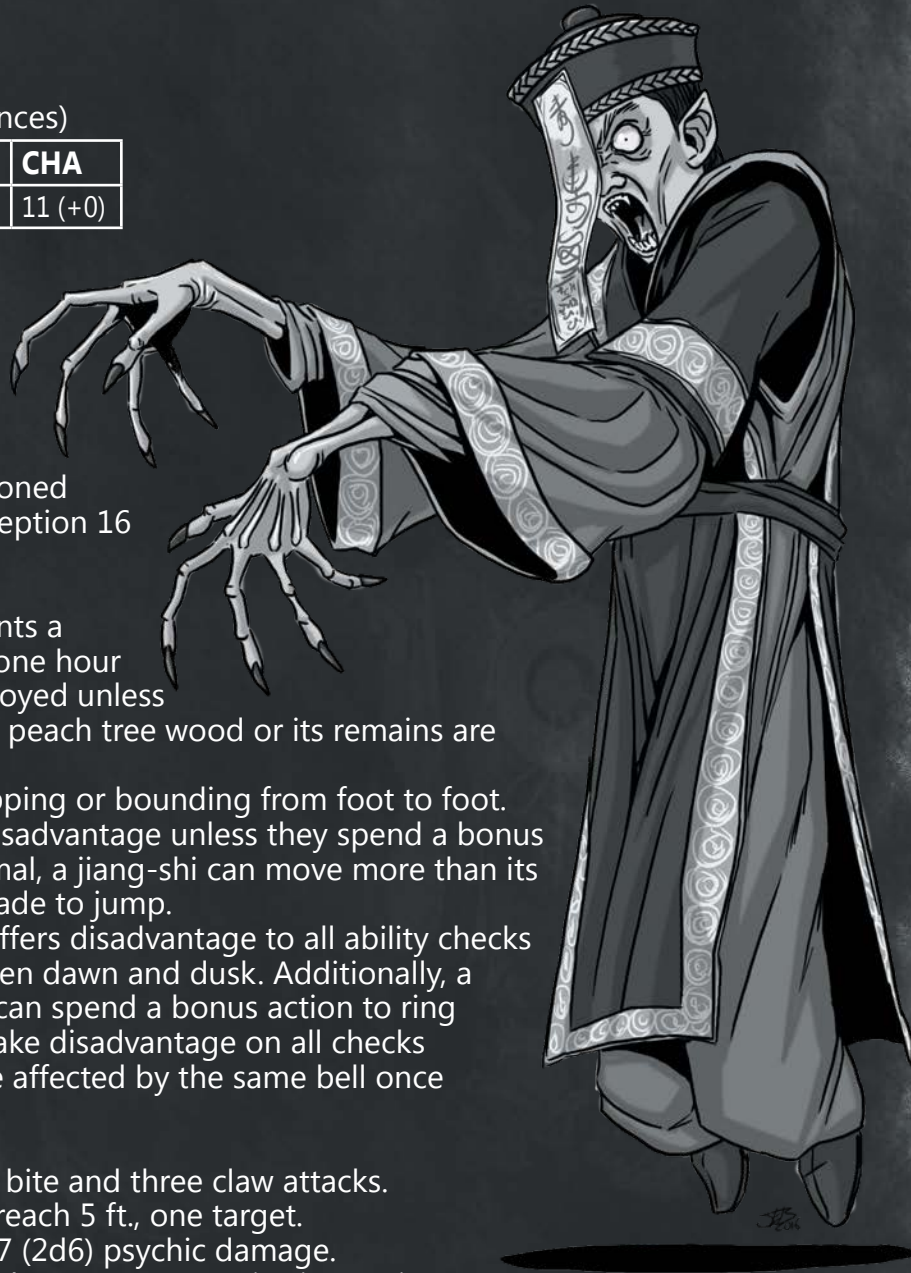 nces)
CHA
11 (+0)
oned
eption 16
nts a
one hour
oyed unless
peach tree wood or its remains are
pping or bounding from foot to foot.
isadvantage unless they spend a bonus
mal, a jiang-shi can move more than its
ade to jump.
ffers disadvantage to all ability checks
en dawn and dusk. Additionally, a
can spend a bonus action to ring
ake disadvantage on all checks
e affected by the same bell once
bite and three claw attacks.
reach 5 ft., one target.
7 (2d6) psychic damage.